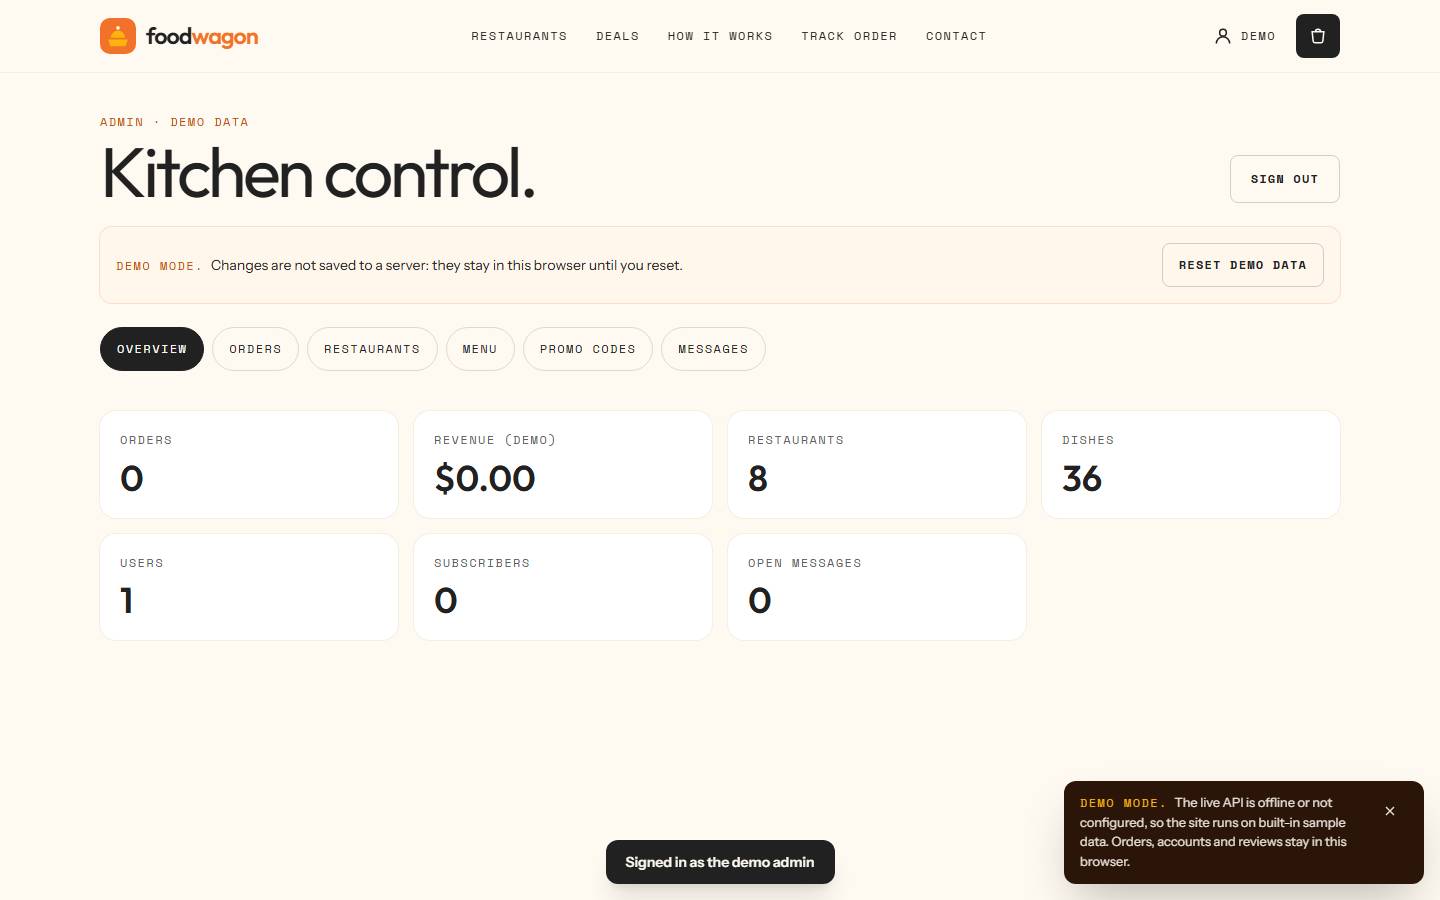 foodwagon
RESTAURANTS DEALS HOW IT WORKS TRACK ORDER CONTACT
DEMO
ADMIN · DEMO DATA
Kitchen control.
SIGN OUT
DEMO MODE. Changes are not saved to a server: they stay in this browser until you reset.
RESET DEMO DATA
OVERVIEW ORDERS RESTAURANTS MENU PROMO CODES MESSAGES
ORDERS
0
REVENUE (DEMO)
$0.00
RESTAURANTS
8
DISHES
36
USERS
1
SUBSCRIBERS
0
OPEN MESSAGES
0
DEMO MODE. The live API is offline or not
configured, so the site runs on built-in sample
data. Orders, accounts and reviews stay in this
browser.
Signed in as the demo admin